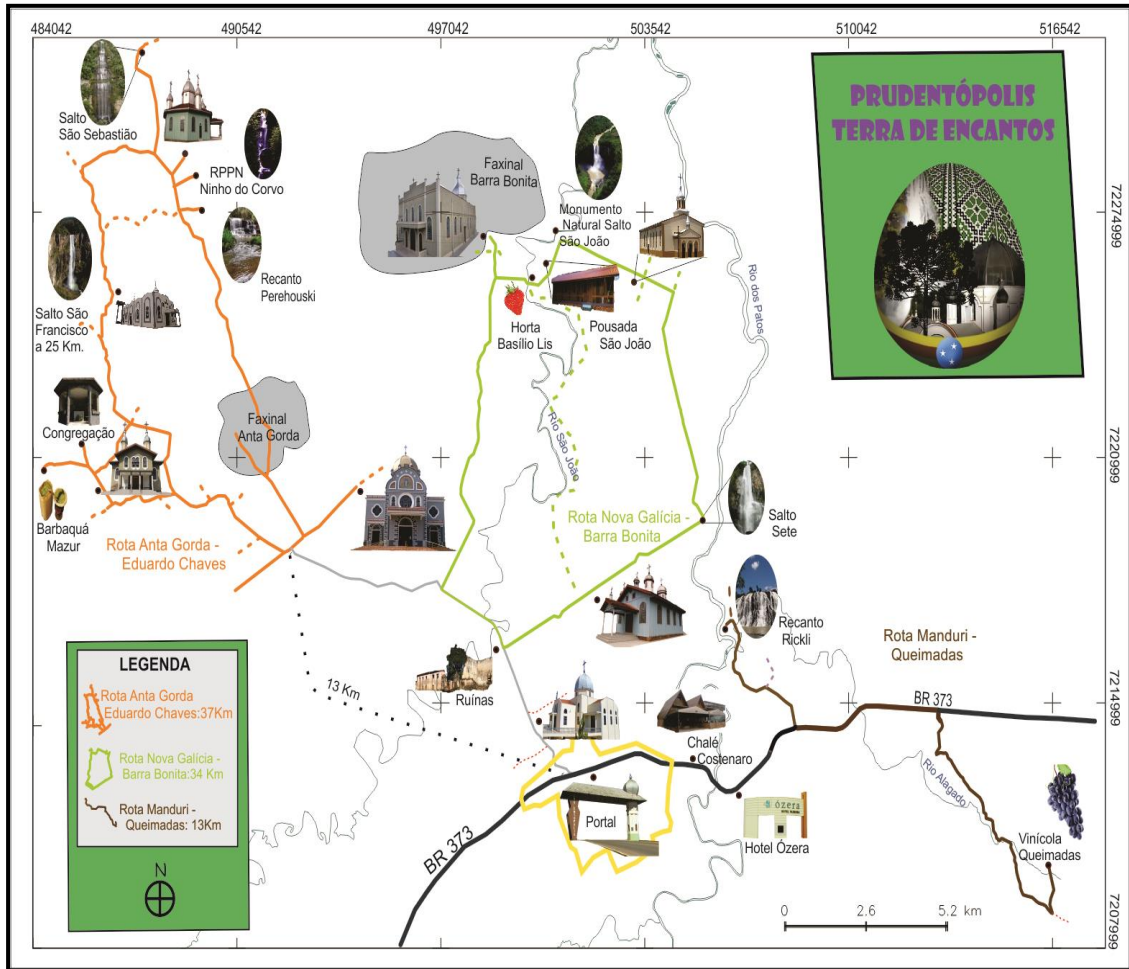 484042
490542
497042
503542
510042
516542
PRUDENTÓPOLIS
TERRA DE ENCANTOS
Salto
São Sebastião
RPPN
Ninho do Corvo
Faxinal
Barra Bonita
Monumento
Natural Salto
São João
72274999
Recanto
Perehouski
Salto São
Francisco
a 25 Km.
Rio dos Patos
Horta
Basílio Lis
Pousada
São João
Congregação
Faxinal
Anta Gorda
Rio São João
7220999
Barbaquá
Mazur
Rota Anta Gorda -
Eduardo Chaves
Rota Nova Galícia -
Barra Bonita
Salto
Sete
Recanto
Rickli
Rota Manduri -
Queimadas
LEGENDA
Rota Anta Gorda
Eduardo Chaves:37Km
Rota Nova Galícia -
Barra Bonita:34 Km
Rota Manduri -
Queimadas: 13Km
N
13 Km
Ruínas
BR 373
7214999
Chalé
Costenaro
Rio Alagado
Portal
ózera
Hotel Ózera
BR 373
Vinícola
Queimadas
0
2.6
5.2 km
7207999